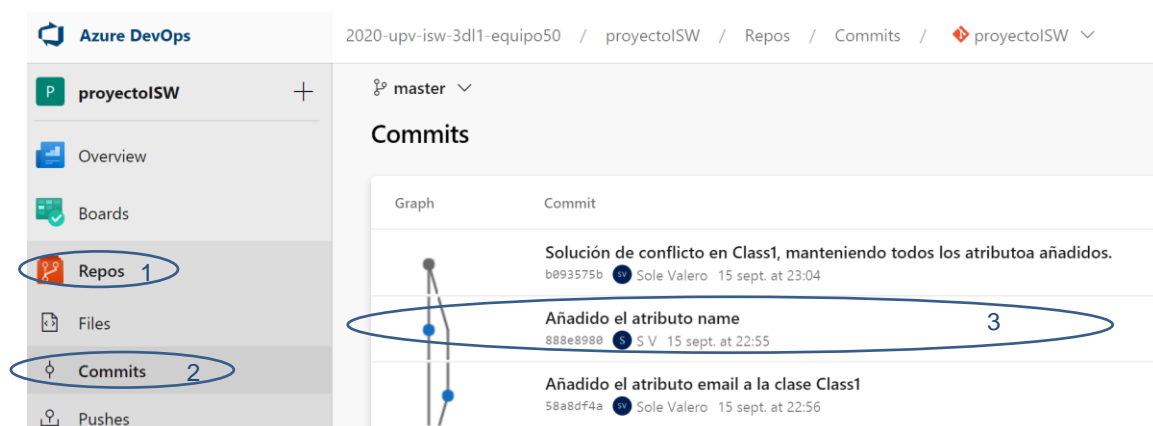 Azure DevOps
2020-upv-isw-3dl1-equipo50 / proyectoISW / Repos / Commits / proyectoISW
P proyectoISW +
master
Commits
Overview
Graph Commit
Boards
Solución de conflicto en Class1, manteniendo todos los atributoa añadidos.
b093575b SV Sole Valero 15 sept. at 23:04
Repos 1
Añadido el atributo name 3
888e8980 S S V 15 sept. at 22:55
Files
Commits 2
Añadido el atributo email a la clase Class1
58a8df4a SV Sole Valero 15 sept. at 22:56
Pushes